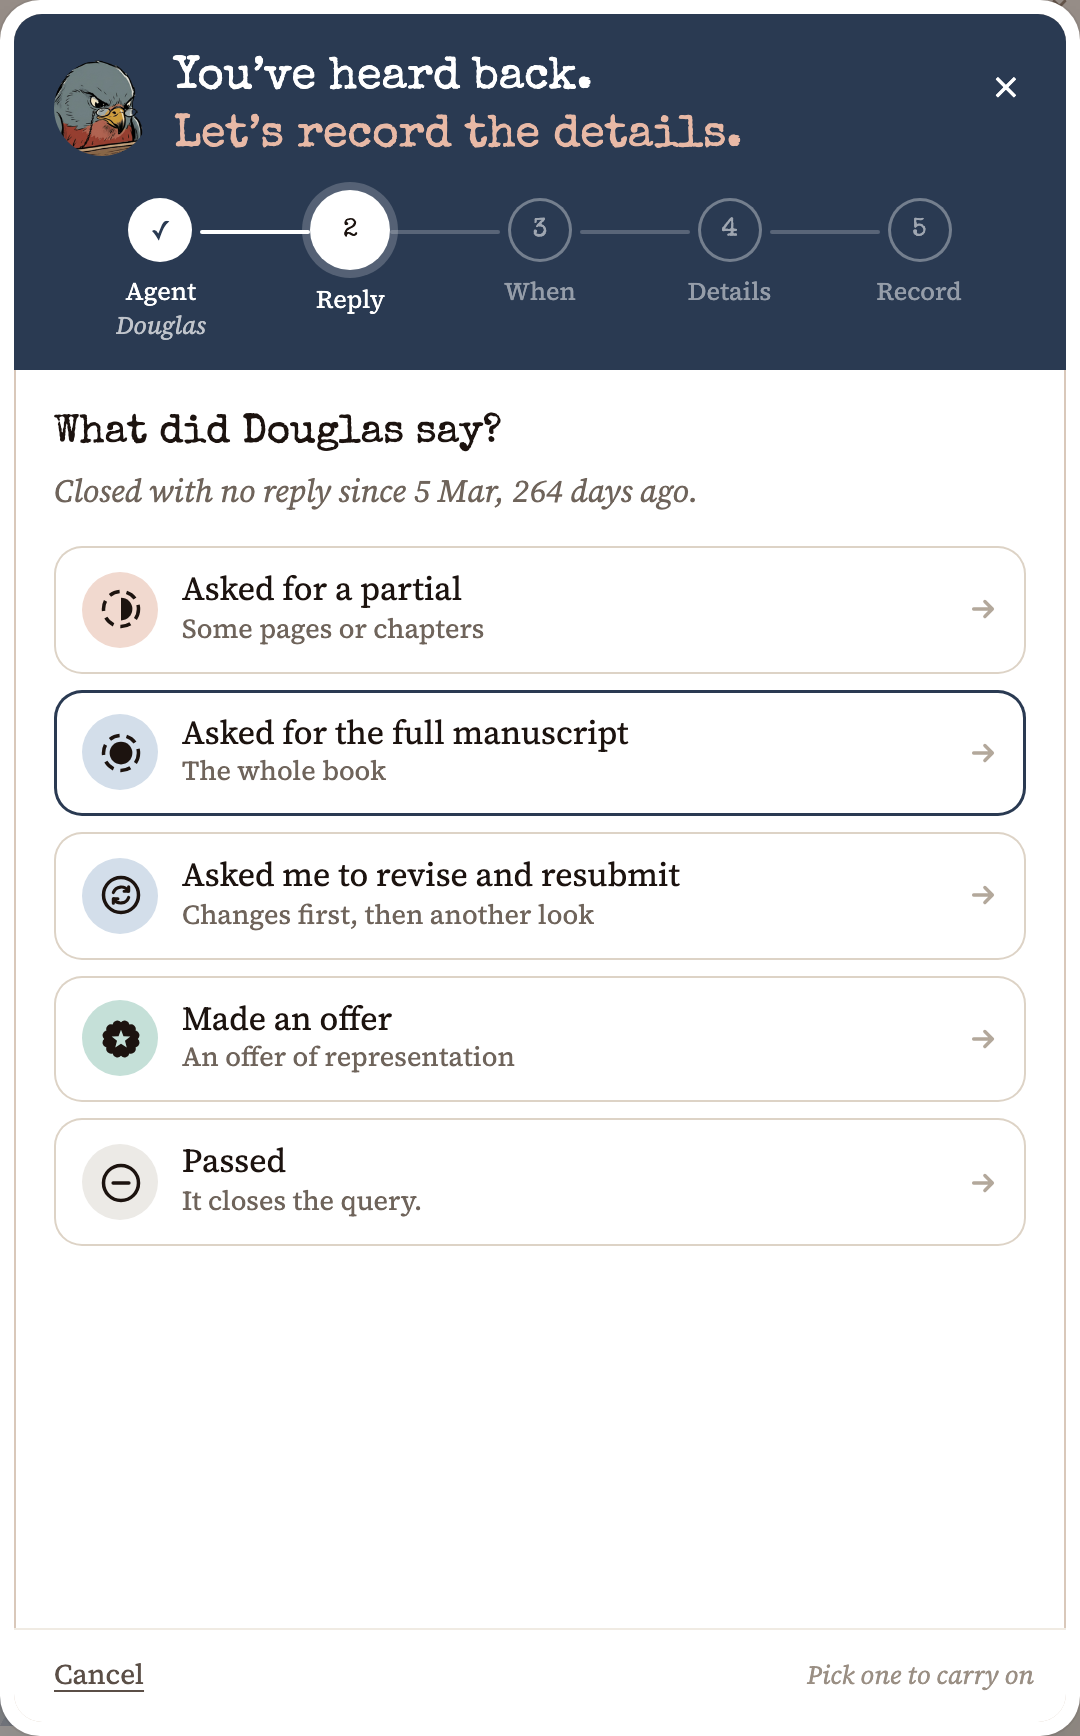 You've heard back.
Let's record the details.
✓
2
3
4
5
Agent
Reply
When
Details
Record
Douglas
What did Douglas say?
Closed with no reply since 5 Mar, 264 days ago.
Asked for a partial
Some pages or chapters
Asked for the full manuscript
The whole book
Asked me to revise and resubmit
Changes first, then another look
Made an offer
An offer of representation
Passed
It closes the query.
Cancel
Pick one to carry on